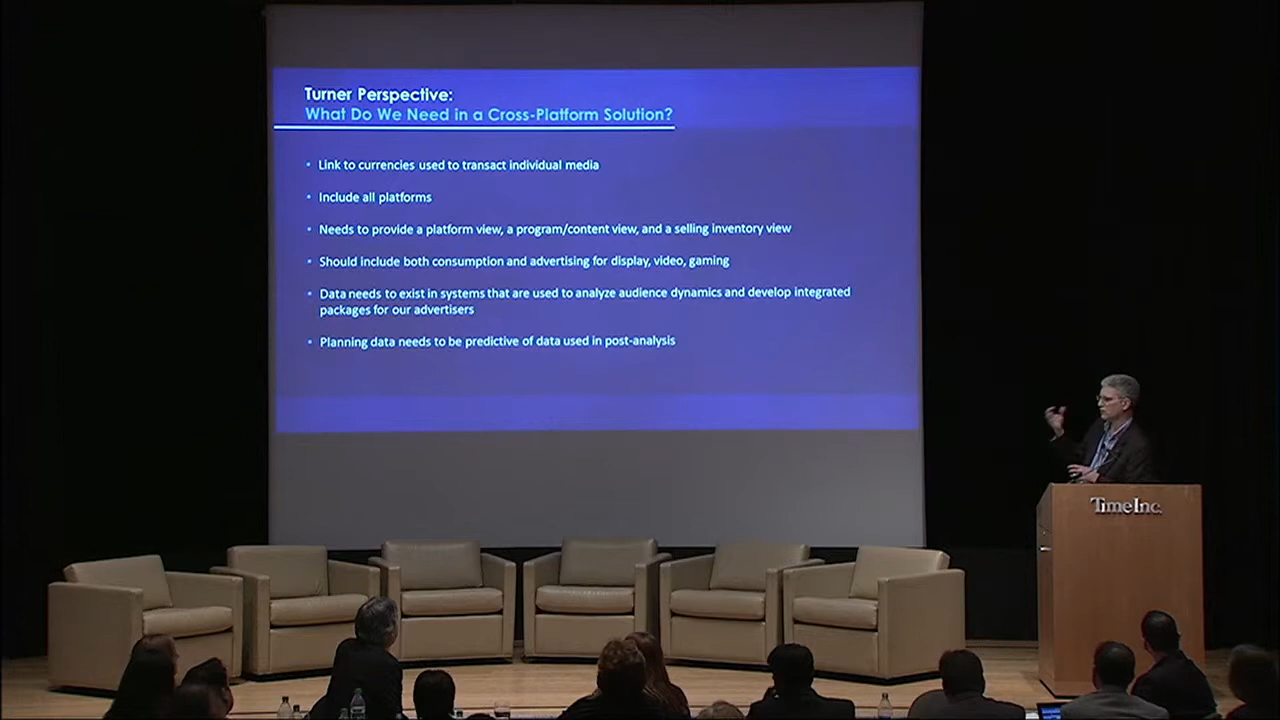 Turner Perspective:
What Do We Need in a Cross-Platform Solution?
• Link to currencies used to transact individual media
• Include all platforms
• Needs to provide a platform view, a program/content view, and a selling inventory view
• Should include both consumption and advertising for display, video, gaming
• Data needs to exist in systems that are used to analyze audience dynamics and develop integrated
packages for our advertisers
• Planning data needs to be predictive of data used in post-analysis
TimeInc.